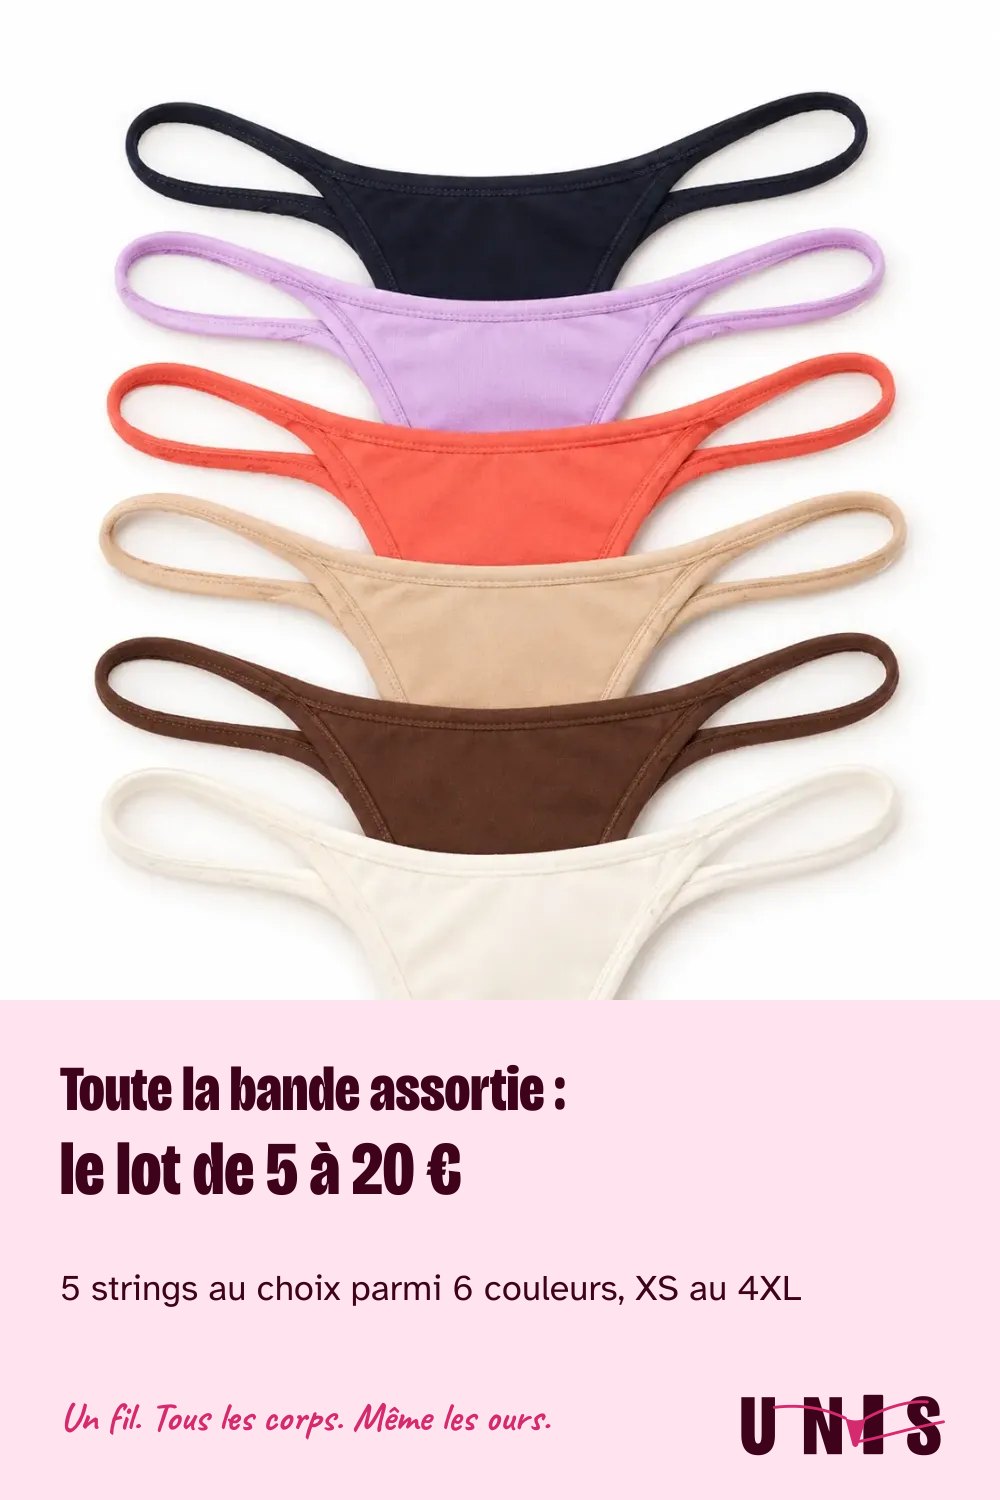 Toute la bande assortie :
le lot de 5 à 20 €
5 strings au choix parmi 6 couleurs, XS au 4XL
Un fil. Tous les corps. Même les ours.
UNIS